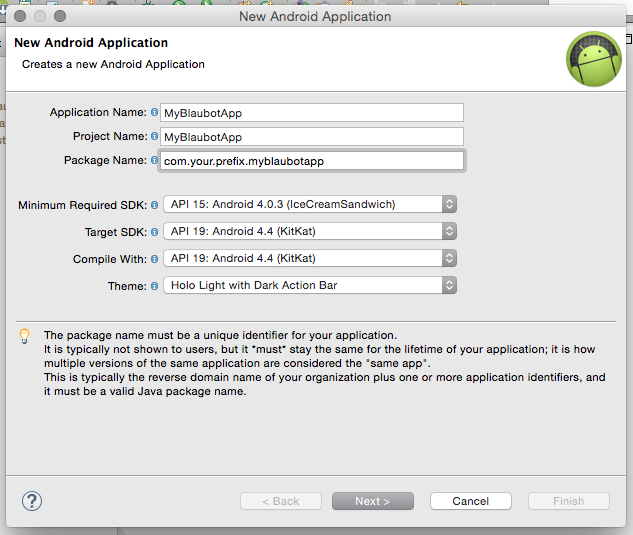 New Android Application
New Android Application
Creates a new Android Application
Application Name: MyBlaubotApp
Project Name: MyBlaubotApp
Package Name: com.your.prefix.myblaubotapp
Minimum Required SDK: API 15: Android 4.0.3 (IceCreamSandwich)
Target SDK: API 19: Android 4.4 (KitKat)
Compile With: API 19: Android 4.4 (KitKat)
Theme: Holo Light with Dark Action Bar
The package name must be a unique identifier for your application.
It is typically not shown to users, but it *must* stay the same for the lifetime of your application; it is how
multiple versions of the same application are considered the "same app".
This is typically the reverse domain name of your organization plus one or more application identifiers, and
it must be a valid Java package name.
? < Back Next > Cancel Finish